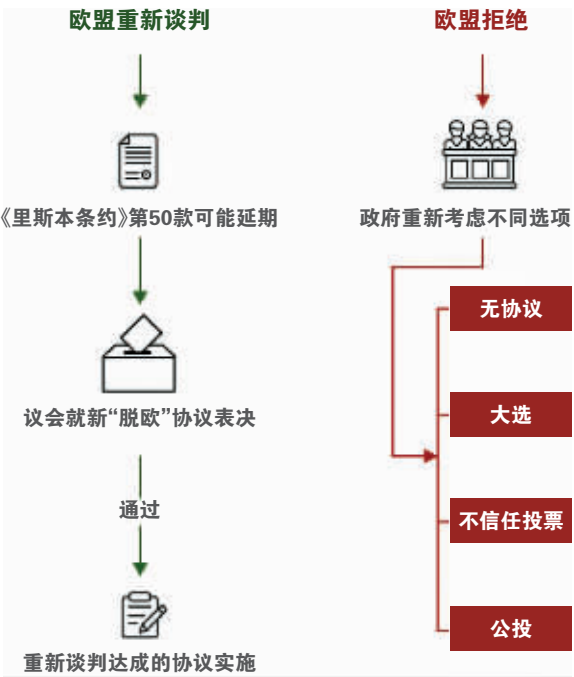 欧盟重新谈判
《里斯本条约》第50款可能延期
议会就新“脱欧”协议表决
通过
重新谈判达成的协议实施
欧盟拒绝
政府重新考虑不同选项
无协议
大选
不信任投票
公投